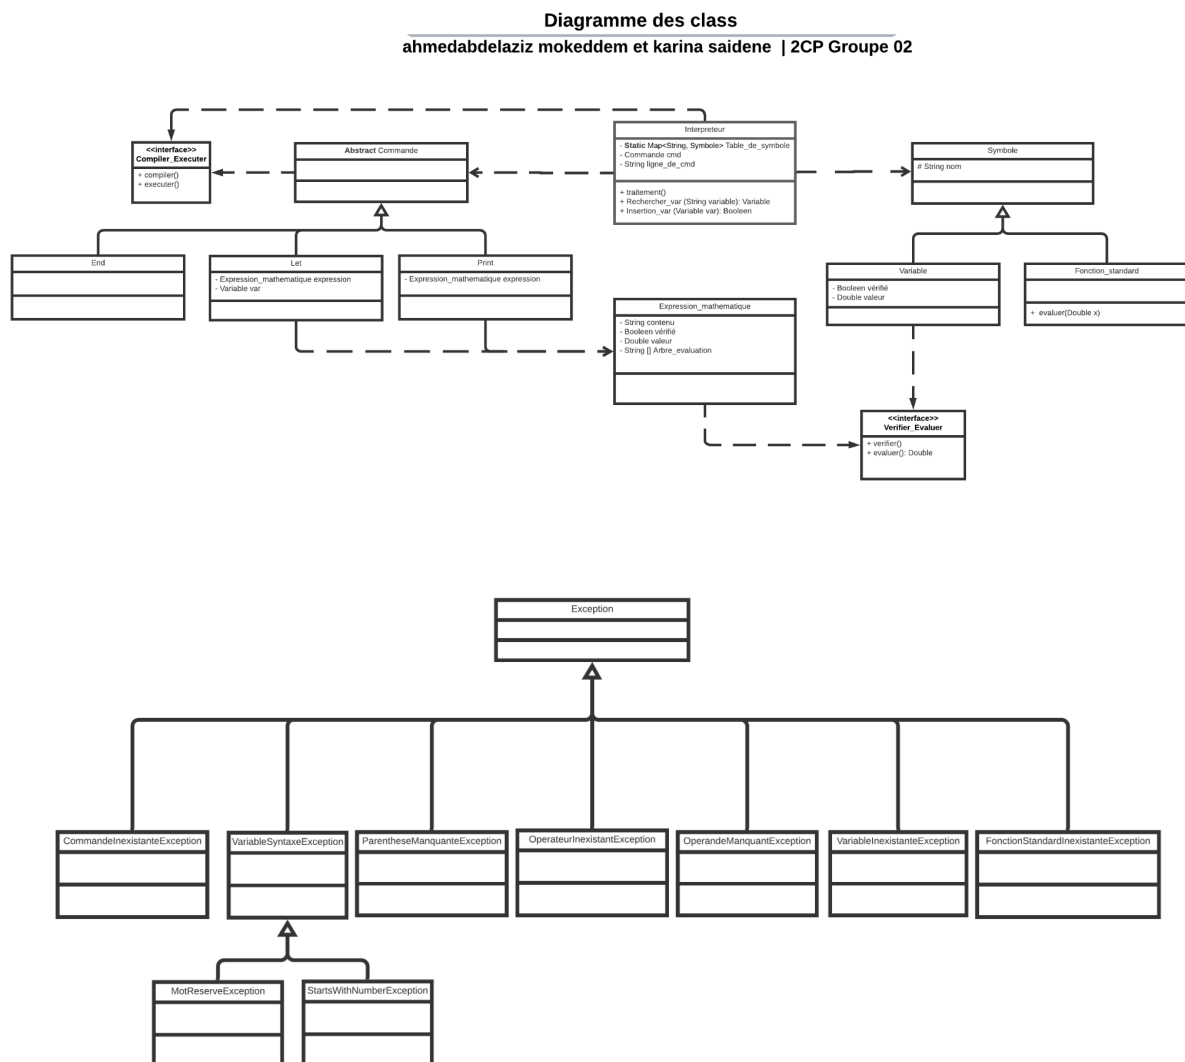 Diagramme des class
ahmedabdelaziz mokeddem et karina saidene | 2CP Groupe 02
<<interface>>
Compiler_Executer
+ compiler()
+ executer()
Abstract Commande
Interpreteur
- Static Map<String, Symbole> Table_de_symbole
- Commande cmd
- String ligne_de_cmd
+ traitement()
+ Rechercher_var (String variable): Variable
+ Insertion_var (Variable var): Booleen
Symbole
# String nom
End
Let
- Expression_mathematique expression
- Variable var
Print
- Expression_mathematique expression
Expression_mathematique
- String contenu
- Booleen vérifié
- Double valeur
- String [] Arbre_evaluation
Variable
- Booleen vérifié
- Double valeur
Fonction_standard
+ evaluer(Double x)
<<interface>>
Verifier_Evaluer
+ verifier()
+ evaluer(): Double
Exception
CommandeInexistanteException
VariableSyntaxeException
ParentheseManquanteException
OperateurInexistantException
OperandeManquantException
VariableInexistanteException
FonctionStandardInexistanteException
MotReserveException
StartsWithNumberException